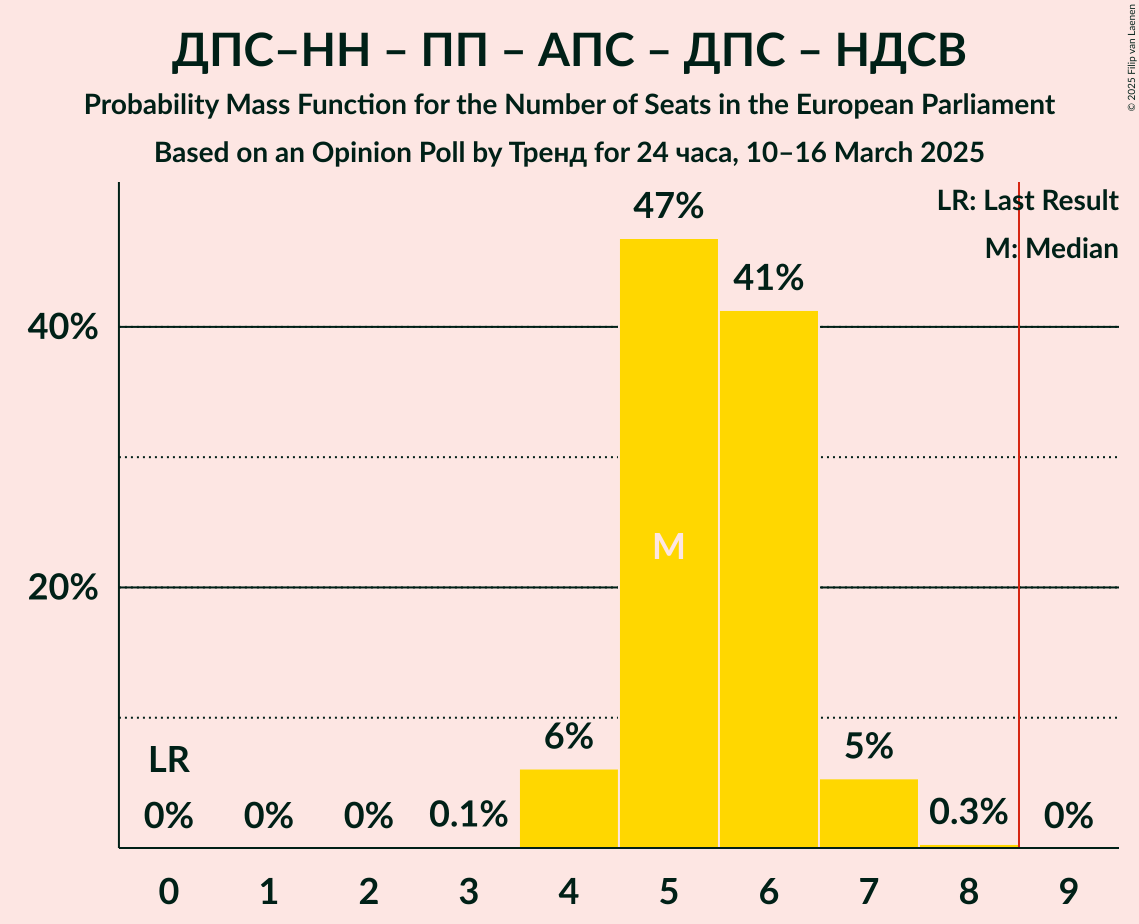 ДПС–НН – ПП – АПС – ДПС – НДСВ
Probability Mass Function for the Number of Seats in the European Parliament
Based on an Opinion Poll by Тренд for 24 часа, 10–16 March 2025
© 2025 Filip van Laenen
LR: Last Result
M: Median
47%
41%
40%
M
20%
6%
5%
LR
0% 0% 0% 0.1% 0.3% 0%
0 1 2 3 4 5 6 7 8 9